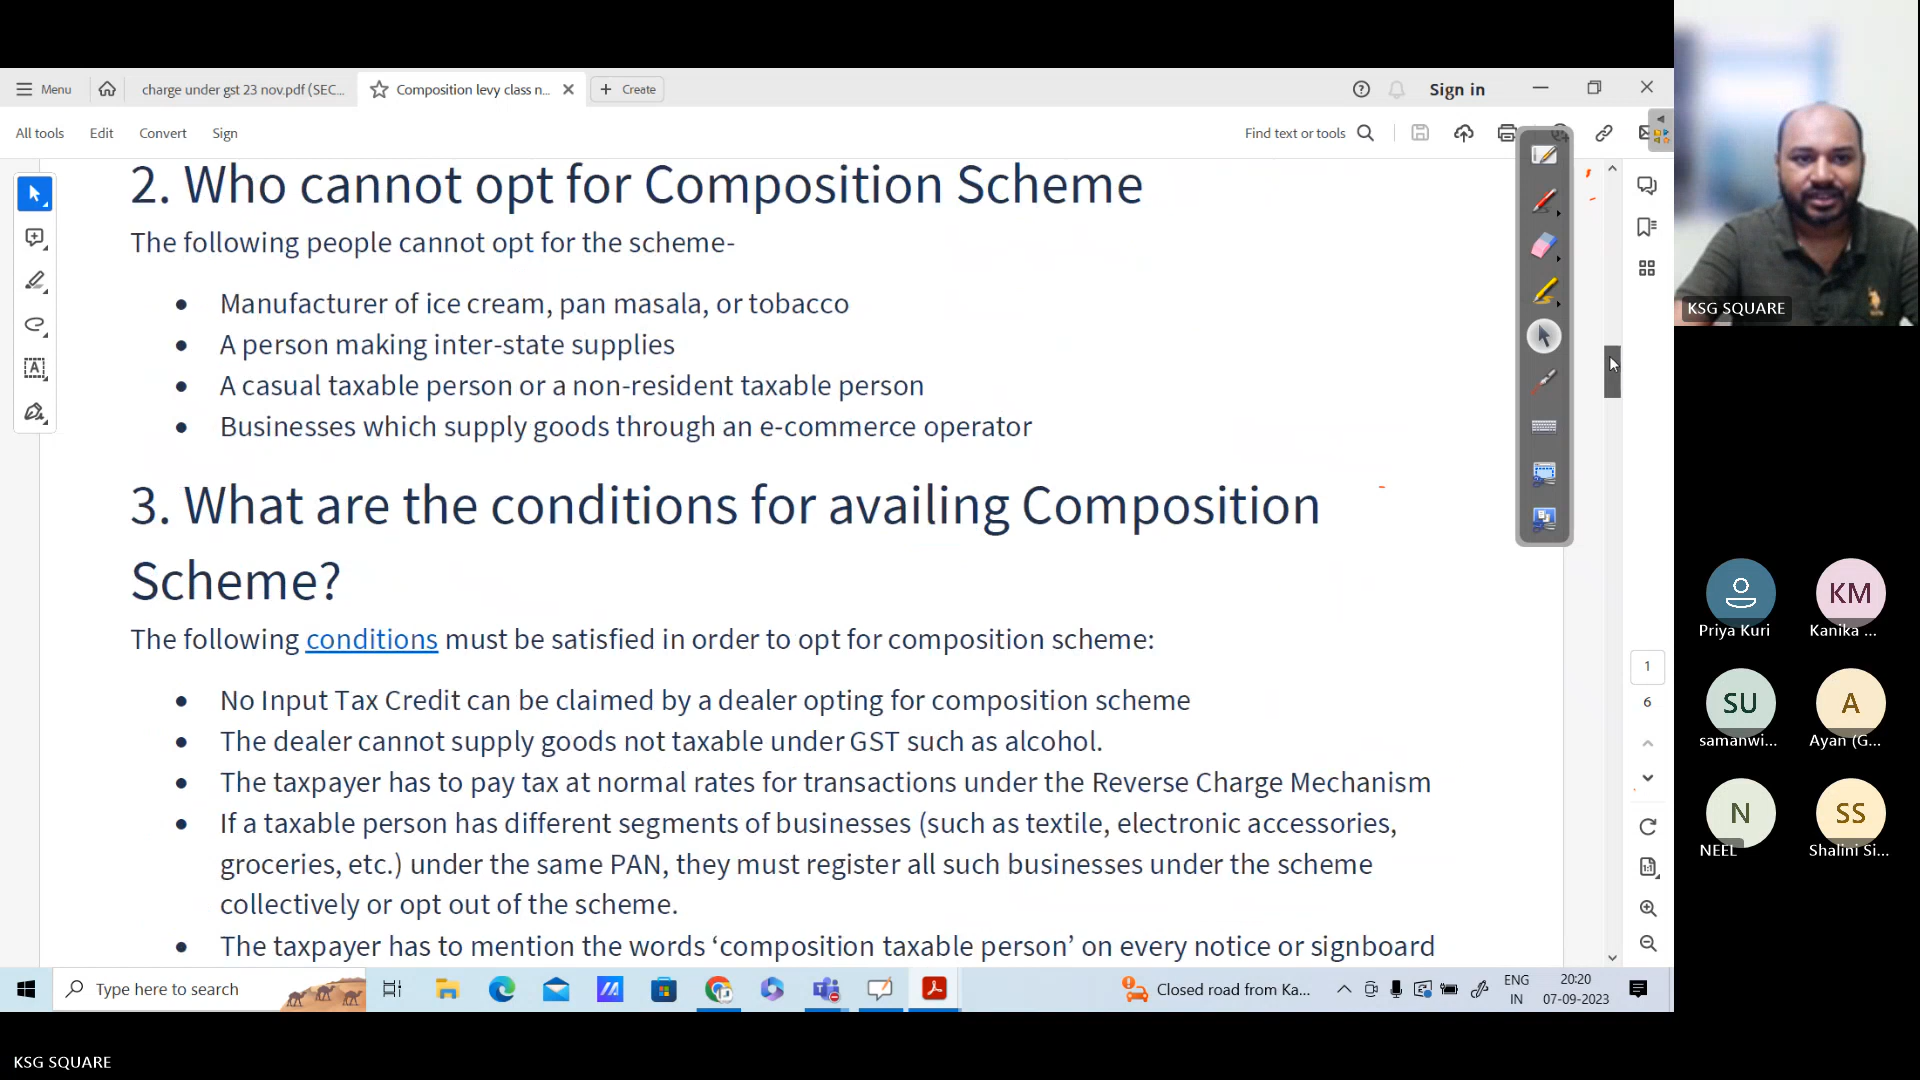 Menu
charge under gst 23 nov.pdf (SEC...
Composition levy class n...
Create
Sign in
All tools
Edit
Convert
Sign
Find text or tools
2. Who cannot opt for Composition Scheme
The following people cannot opt for the scheme-
• Manufacturer of ice cream, pan masala, or tobacco
• A person making inter-state supplies
• A casual taxable person or a non-resident taxable person
• Businesses which supply goods through an e-commerce operator
3. What are the conditions for availing Composition
Scheme?
The following conditions must be satisfied in order to opt for composition scheme:
• No Input Tax Credit can be claimed by a dealer opting for composition scheme
• The dealer cannot supply goods not taxable under GST such as alcohol.
• The taxpayer has to pay tax at normal rates for transactions under the Reverse Charge Mechanism
• If a taxable person has different segments of businesses (such as textile, electronic accessories,
groceries, etc.) under the same PAN, they must register all such businesses under the scheme
collectively or opt out of the scheme.
• The taxpayer has to mention the words ‘composition taxable person’ on every notice or signboard
1
6
KSG SQUARE
Priya Kuri
KM
Kanika ...
SU
samanwi...
A
Ayan (G...
N
NEEL
SS
Shalini Si...
Type here to search
Closed road from Ka...
ENG
IN
20:20
07-09-2023
KSG SQUARE